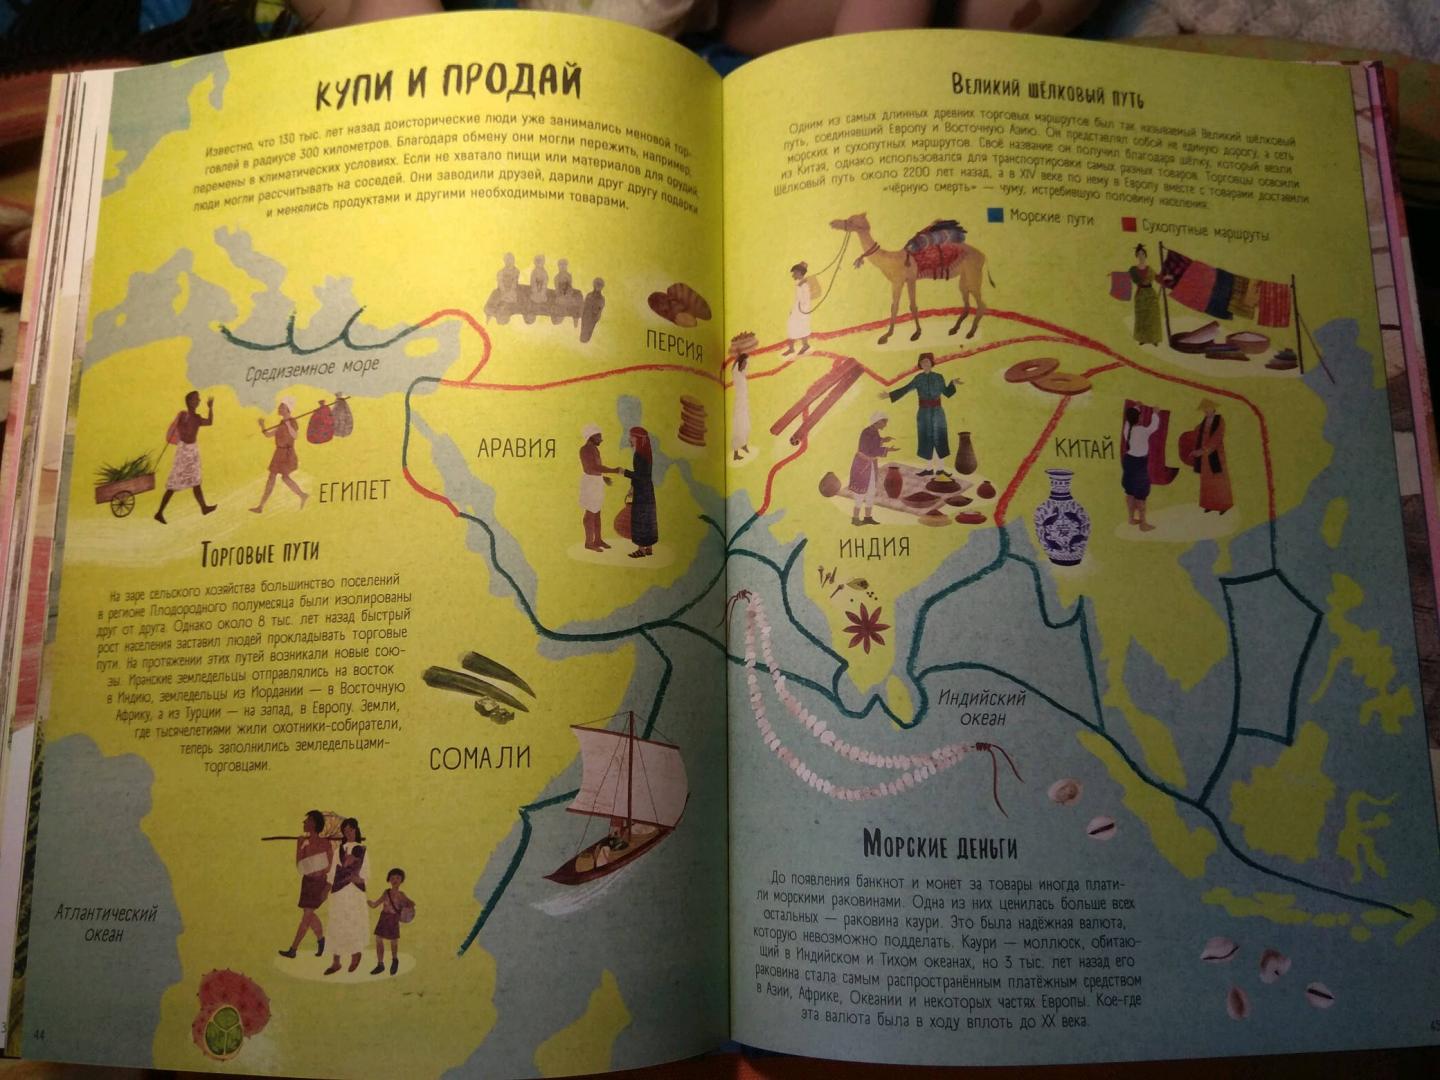 КУПИ И ПРОДАЙ
Известно, что 130 тыс. лет назад доисторические люди уже занимались меновой тор-
говлей в радиусе 300 километров. Благодаря обмену они могли пережить, например,
перемены в климатических условиях. Если не хватало пищи или материалов для орудий,
люди могли рассчитывать на соседей. Они заводили друзей, дарили друг другу подарки
и менялись продуктами и другими необходимыми товарами.
Средиземное море
ПЕРСИЯ
АРАВИЯ
ЕГИПЕТ
ТОРГОВЫЕ ПУТИ
На заре сельского хозяйства большинство поселений
в регионе Плодородного полумесяца были изолированы
друг от друга. Однако около 8 тыс. лет назад быстрый
рост населения заставил людей прокладывать торговые
пути. На протяжении этих путей возникали новые сою-
зы. Иранские земледельцы отправлялись на восток
в Индию, земледельцы из Иордании — в Восточную
Африку, а из Турции — на запад, в Европу. Земли,
где тысячелетиями жили охотники-собиратели,
теперь заполнились земледельцами-
торговцами.
СОМАЛИ
Атлантический
океан
44
ВЕЛИКИЙ ШЁЛКОВЫЙ ПУТЬ
Одним из самых длинных древних торговых маршрутов был так называемый Великий шёлковый
путь, соединявший Европу и Восточную Азию. Он представлял собой не единую дорогу, а сеть
морских и сухопутных маршрутов. Своё название он получил благодаря шёлку, который везли
из Китая, однако использовался для транспортировки самых разных товаров. Торговцы освоили
Шёлковый путь около 2200 лет назад, а в XIV веке по нему в Европу вместе с товарами доставили
«чёрную смерть» — чуму, истребившую половину населения.
Морские пути
Сухопутные маршруты
КИТАЙ
ИНДИЯ
Индийский
океан
МОРСКИЕ ДЕНЬГИ
До появления банкнот и монет за товары иногда плати-
ли морскими раковинами. Одна из них ценилась больше всех
остальных — раковина каури. Это была надёжная валюта,
которую невозможно подделать. Каури — моллюск, обитаю-
щий в Индийском и Тихом океанах, но 3 тыс. лет назад его
раковина стала самым распространённым платёжным средством
в Азии, Африке, Океании и некоторых частях Европы. Кое-где
эта валюта была в ходу вплоть до XX века.